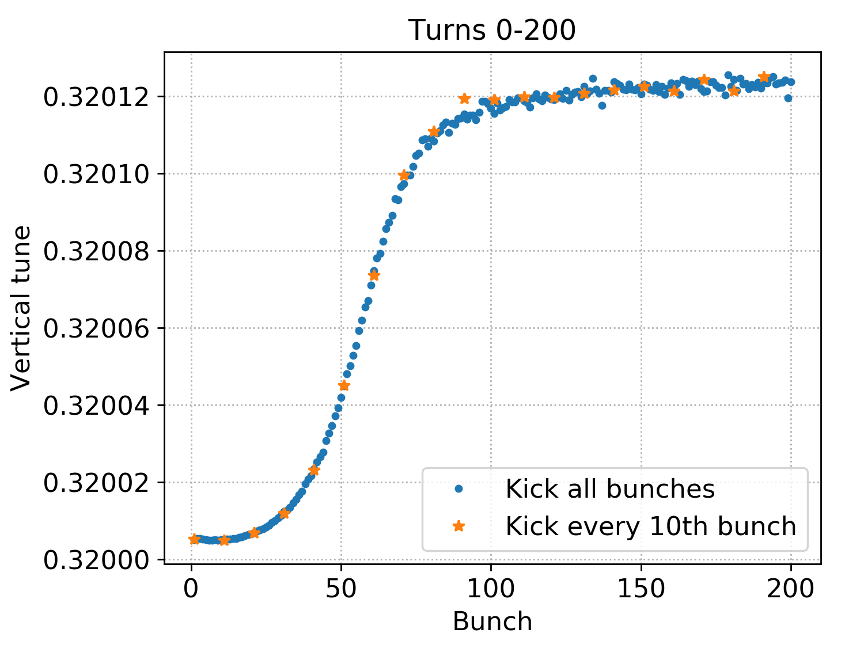 Turns 0-200
Vertical tune
0.32012
0.32010
0.32008
0.32006
0.32004
0.32002
0.32000
Kick all bunches
Kick every 10th bunch
0 50 100 150 200
Bunch